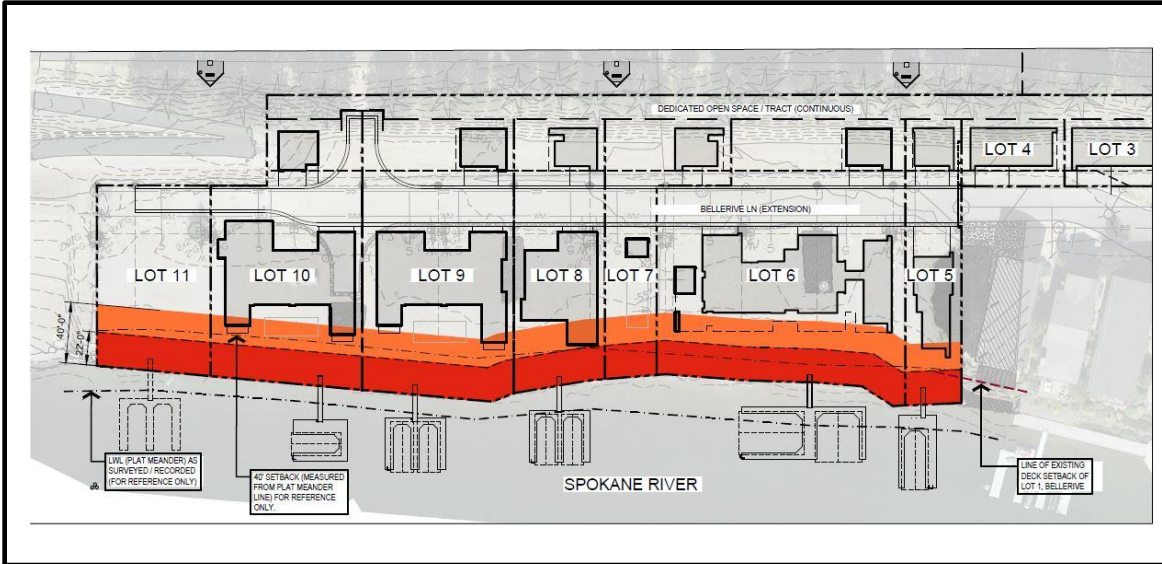 DEDICATED OPEN SPACE / TRACT (CONTINUOUS)
LOT 4
LOT 3
BELLERIVE LN (EXTENSION)
LOT 11
LOT 10
LOT 9
LOT 8
LOT 7
LOT 6
LOT 5
40'-0"
22'-0"
LWL (PLAT MEANDER) AS
SURVEYED / RECORDED
(FOR REFERENCE ONLY)
40' SETBACK (MEASURED
FROM PLAT MEANDER
LINE) FOR REFERENCE
ONLY.
SPOKANE RIVER
LINE OF EXISTING
DECK SETBACK OF
LOT 1, BELLERIVE